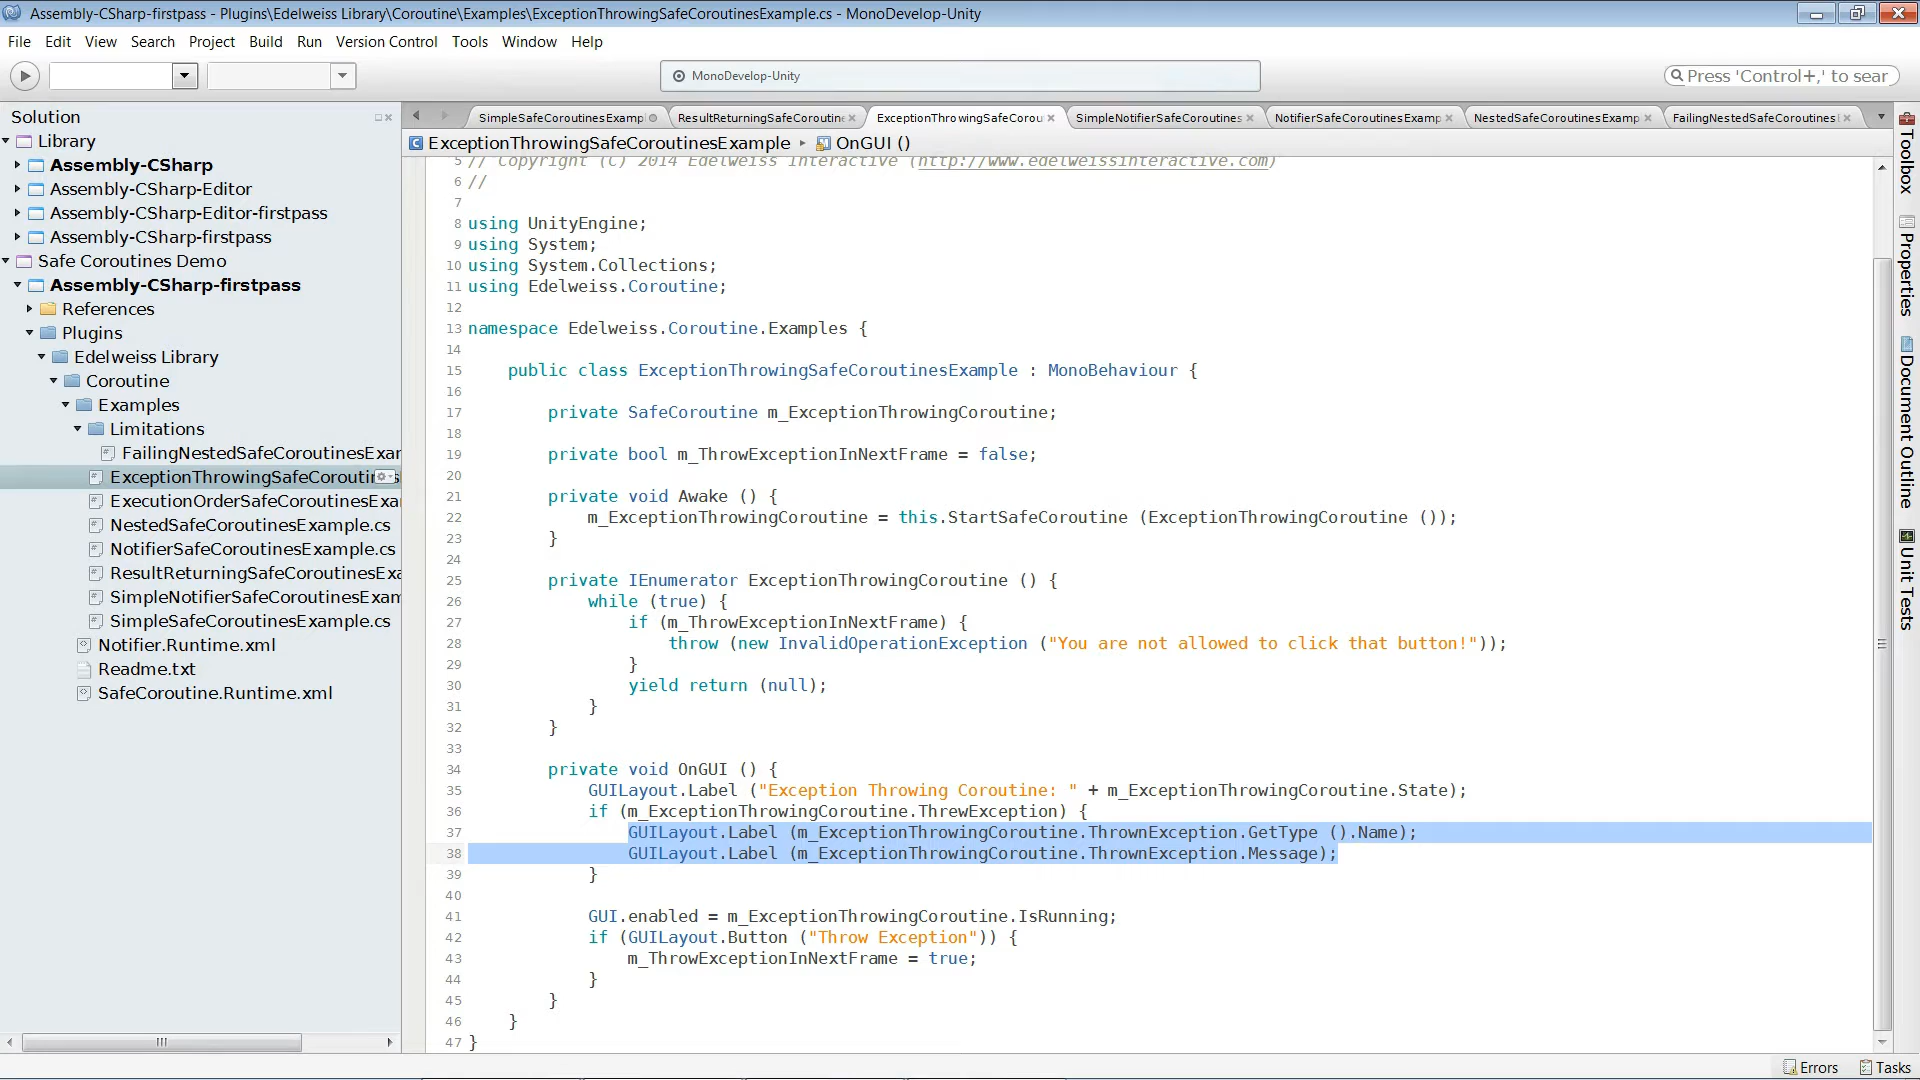 Assembly-CSharp-firstpass - Plugins\Edelweiss Library\Coroutine\Examples\ExceptionThrowingSafeCoroutinesExample.cs - MonoDevelop-Unity
File Edit View Search Project Build Run Version Control Tools Window Help
MonoDevelop-Unity
Press 'Control+,' to sear
Solution
Library
Assembly-CSharp
Assembly-CSharp-Editor
Assembly-CSharp-Editor-firstpass
Assembly-CSharp-firstpass
Safe Coroutines Demo
Assembly-CSharp-firstpass
References
Plugins
Edelweiss Library
Coroutine
Examples
Limitations
FailingNestedSafeCoroutinesExar
ExceptionThrowingSafeCoroutines
ExecutionOrderSafeCoroutinesExa
NestedSafeCoroutinesExample.cs
NotifierSafeCoroutinesExample.cs
ResultReturningSafeCoroutinesExa
SimpleNotifierSafeCoroutinesExam
SimpleSafeCoroutinesExample.cs
Notifier.Runtime.xml
Readme.txt
SafeCoroutine.Runtime.xml
SimpleSafeCoroutinesExampl ResultReturningSafeCoroutine ExceptionThrowingSafeCorou SimpleNotifierSafeCoroutines NotifierSafeCoroutinesExamp NestedSafeCoroutinesExamp FailingNestedSafeCoroutines
ExceptionThrowingSafeCoroutinesExample OnGUI ()
5 // Copyright (C) 2014 Edelweiss Interactive (http://www.edelweissinteractive.com)
6 //
7
8 using UnityEngine;
9 using System;
10 using System.Collections;
11 using Edelweiss.Coroutine;
12
13 namespace Edelweiss.Coroutine.Examples {
14
15 public class ExceptionThrowingSafeCoroutinesExample : MonoBehaviour {
16
17 private SafeCoroutine m_ExceptionThrowingCoroutine;
18
19 private bool m_ThrowExceptionInNextFrame = false;
20
21 private void Awake () {
22 m_ExceptionThrowingCoroutine = this.StartSafeCoroutine (ExceptionThrowingCoroutine ());
23 }
24
25 private IEnumerator ExceptionThrowingCoroutine () {
26 while (true) {
27 if (m_ThrowExceptionInNextFrame) {
28 throw (new InvalidOperationException ("You are not allowed to click that button!"));
29 }
30 yield return (null);
31 }
32 }
33
34 private void OnGUI () {
35 GUILayout.Label ("Exception Throwing Coroutine: " + m_ExceptionThrowingCoroutine.State);
36 if (m_ExceptionThrowingCoroutine.ThrewException) {
37 GUILayout.Label (m_ExceptionThrowingCoroutine.ThrownException.GetType ().Name);
38 GUILayout.Label (m_ExceptionThrowingCoroutine.ThrownException.Message);
39 }
40
41 GUI.enabled = m_ExceptionThrowingCoroutine.IsRunning;
42 if (GUILayout.Button ("Throw Exception")) {
43 m_ThrowExceptionInNextFrame = true;
44 }
45 }
46 }
47 }
Toolbox
Properties
Document Outline
Unit Tests
Errors Tasks